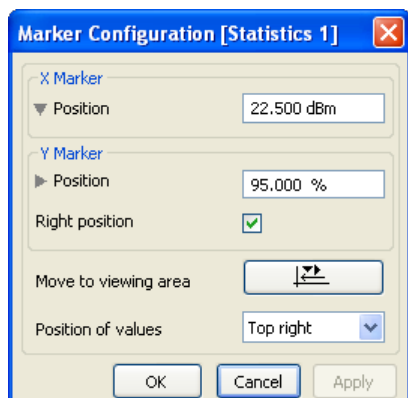 Marker Configuration [Statistics 1]
X Marker
Position 22.500 dBm
Y Marker
Position 95.000 %
Right position
Move to viewing area
Position of values Top right
OK Cancel Apply